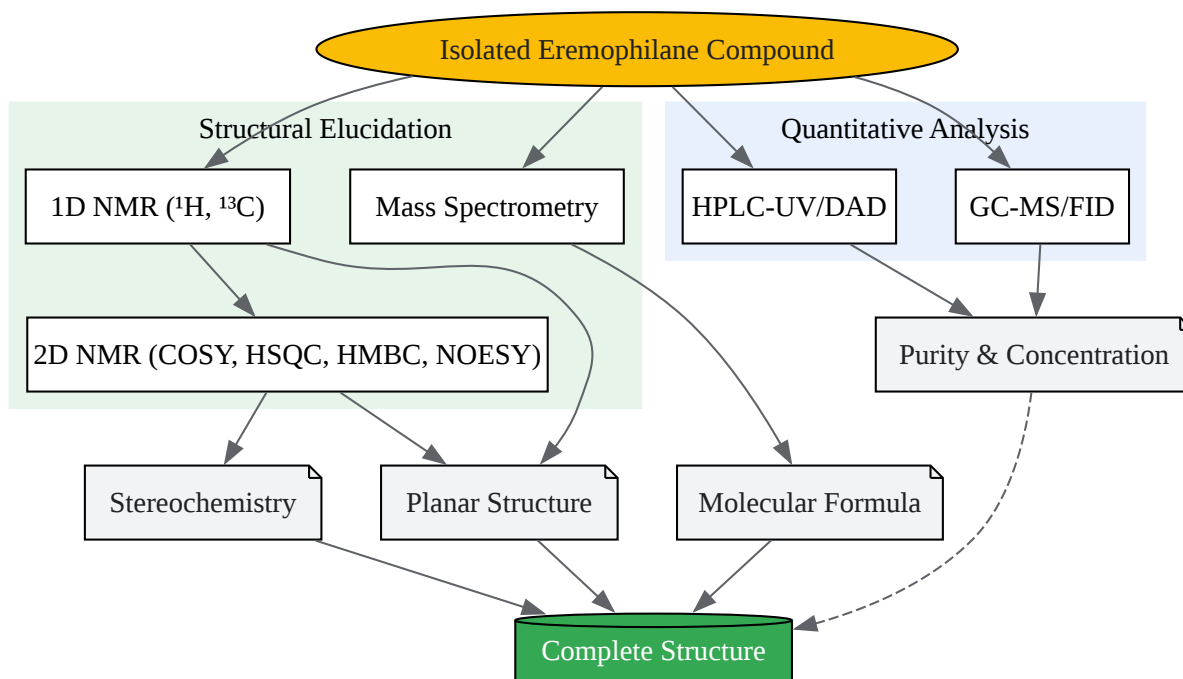 Isolated Eremophilane Compound
Structural Elucidation
Quantitative Analysis
1D NMR (¹H, ¹³C)
Mass Spectrometry
HPLC-UV/DAD
GC-MS/FID
2D NMR (COSY, HSQC, HMBC, NOESY)
Purity & Concentration
Stereochemistry
Planar Structure
Molecular Formula
Complete Structure